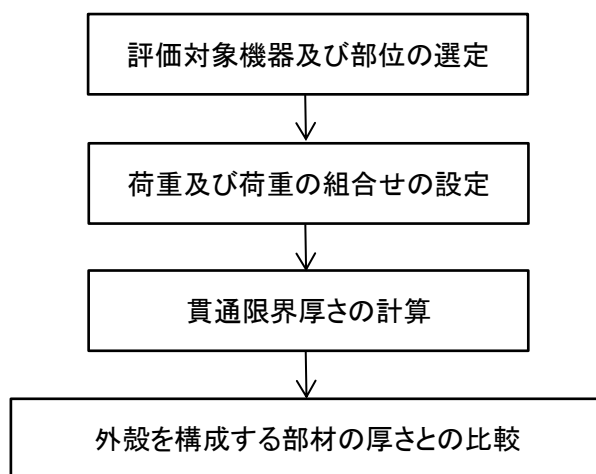 評価対象機器及び部位の選定
荷重及び荷重の組合せの設定
貫通限界厚さの計算
外殻を構成する部材の厚さとの比較